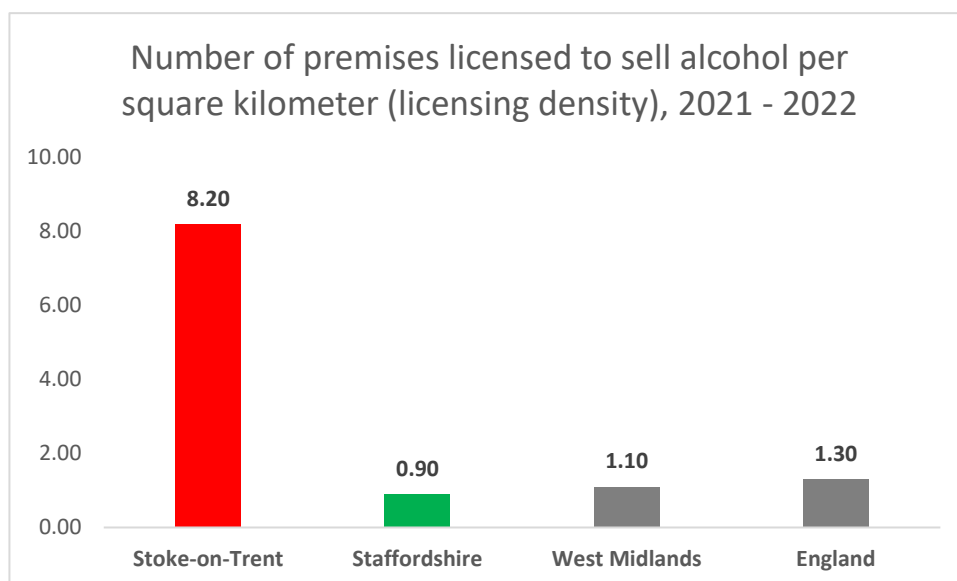 Number of premises licensed to sell alcohol per
square kilometer (licensing density), 2021 - 2022
10.00
8.20
8.00
6.00
4.00
2.00
0.90
1.10
1.30
0.00
Stoke-on-Trent
Staffordshire
West Midlands
England